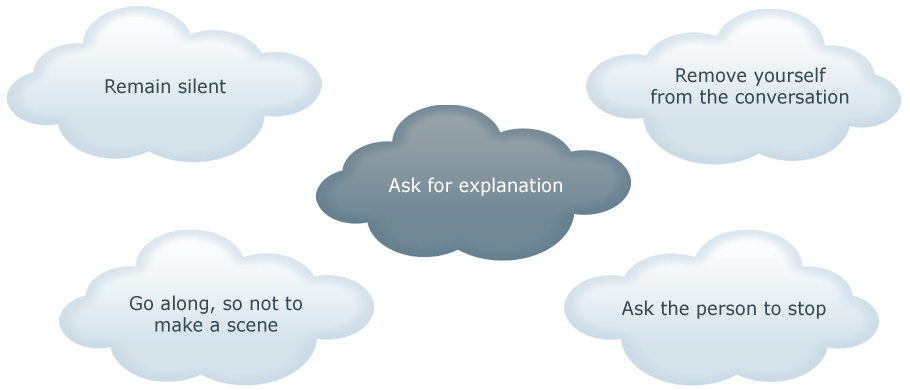 Remain silent
Remove yourself
from the conversation
Ask for explanation
Go along, so not to
make a scene
Ask the person to stop